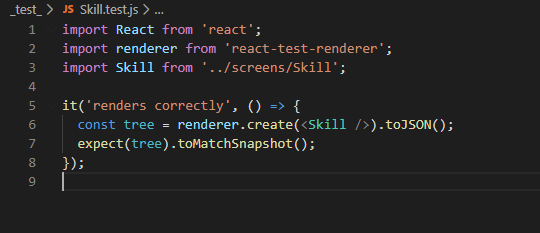 _test_ > JS Skill.test.js > ...
1 import React from 'react';
2 import renderer from 'react-test-renderer';
3 import Skill from '../screens/Skill';
4
5 it('renders correctly', () => {
6 const tree = renderer.create(<Skill />).toJSON();
7 expect(tree).toMatchSnapshot();
8 });
9